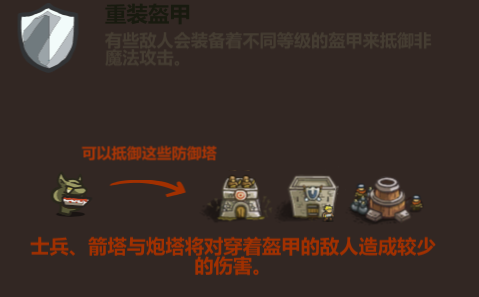 重装盔甲
有些敌人会装备着不同等级的盔甲来抵御非
魔法攻击。
可以抵御这些防御塔
士兵、箭塔与炮塔将对穿着盔甲的敌人造成较少
的伤害。